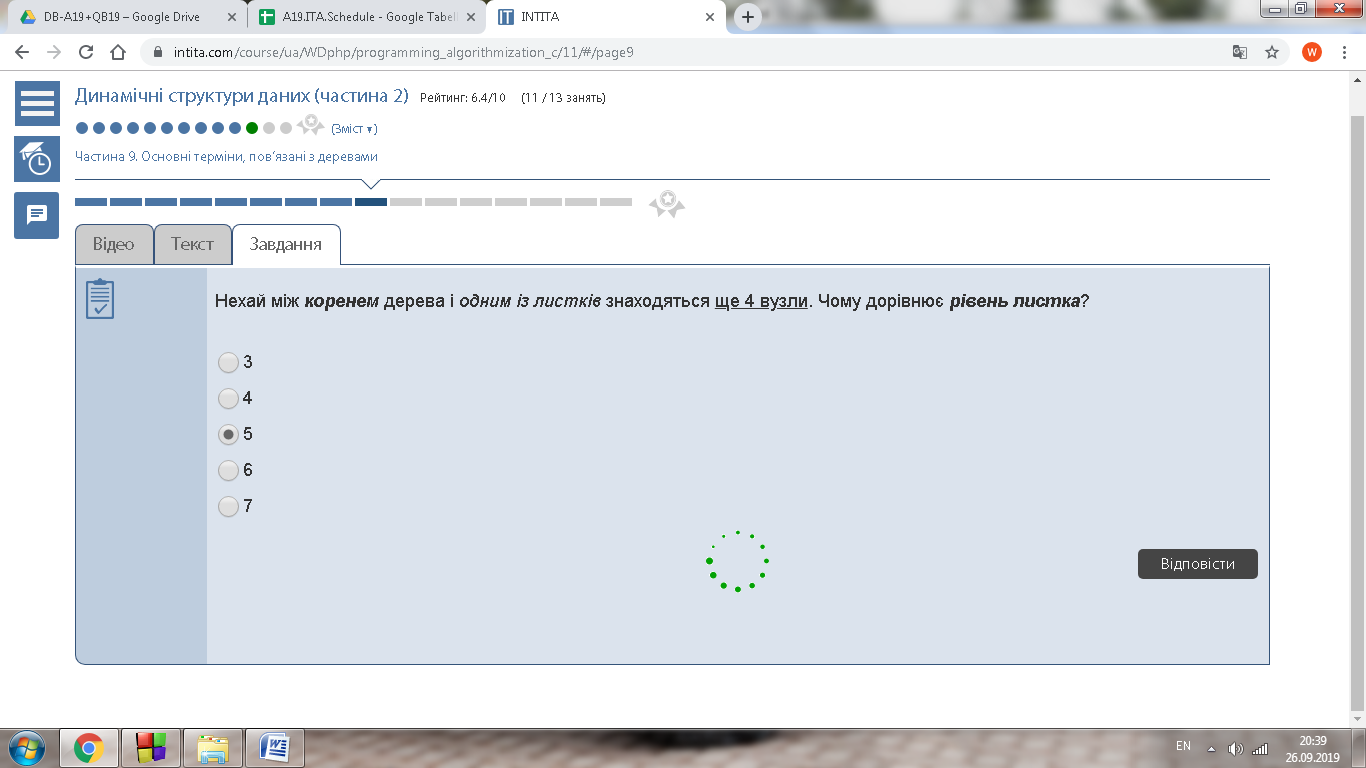 DB-A19+QB19 – Google Drive
A19.ITA.Schedule - Google Табл
INTITA
intita.com/course/ua/WDphp/programming_algorithmization_c/11/#/page9
W
Динамічні структури даних (частина 2) Рейтинг: 6.4/10 (11 / 13 занять)
(Зміст ▾)
Частина 9. Основні терміни, пов'язані з деревами
Відео
Текст
Завдання
Нехай між коренем дерева і одним із листків знаходяться ще 4 вузли. Чому дорівнює рівень листка?
3
4
5
6
7
Відповісти
EN
20:39
26.09.2019